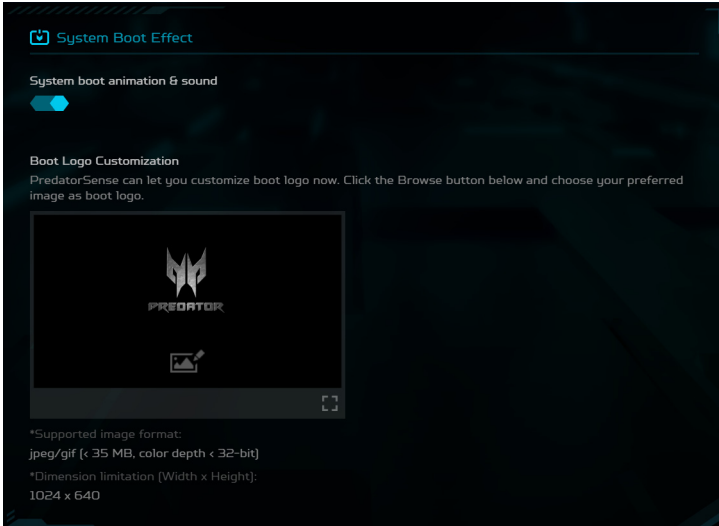 System Boot Effect
System boot animation & sound
Boot Logo Customization
PredatorSense can let you customize boot logo now. Click the Browse button below and choose your preferred
image as boot logo.
PREDATOR
*Supported image format:
jpeg/gif (< 35 MB, color depth < 32-bit)
*Dimension limitation (Width x Height):
1024 x 640